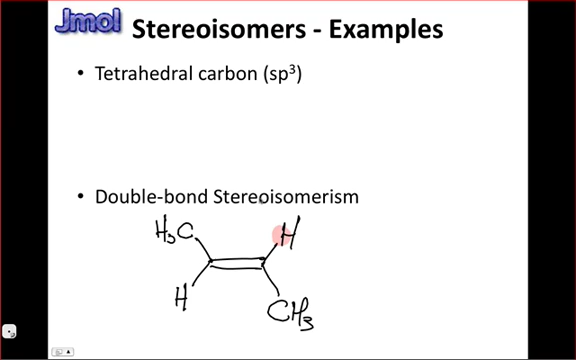 Jmol
Stereoisomers - Examples
• Tetrahedral carbon (sp³)
• Double-bond Stereoisomerism
H₃C
H
H
CH₃